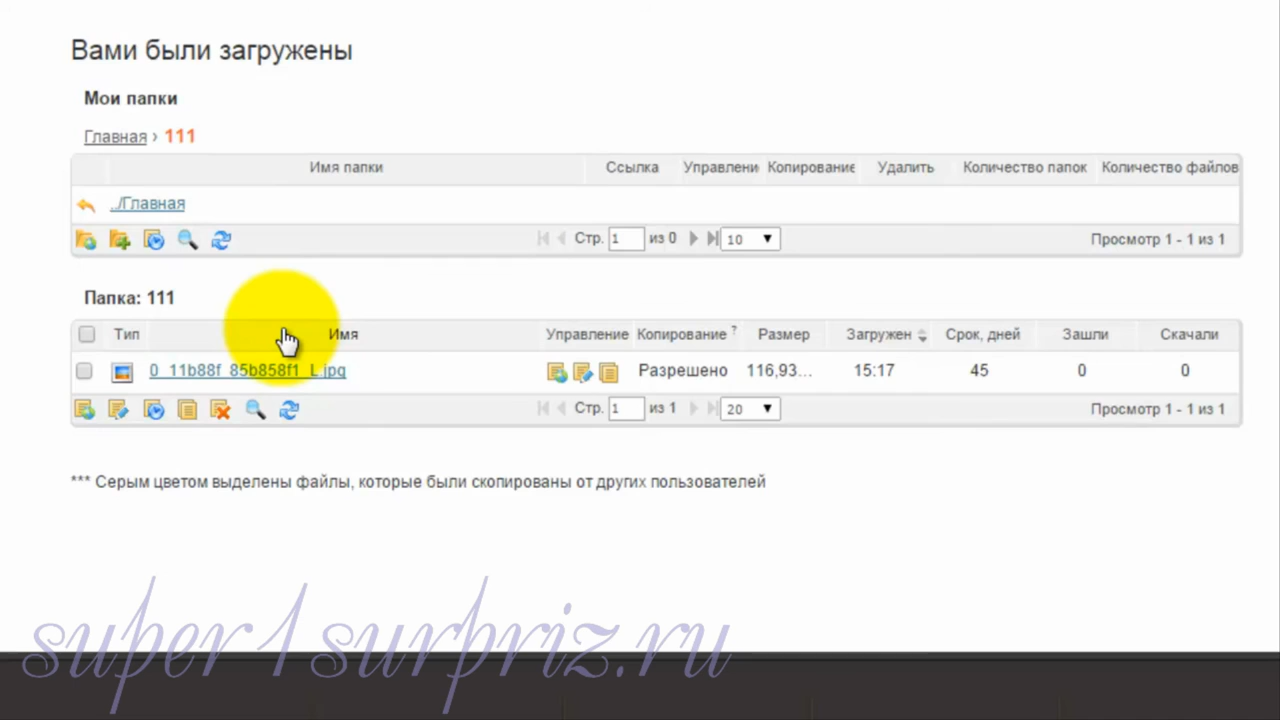 Вами были загружены
Мои папки
Главная › 111
Имя папки Ссылка Управлени Копирование Удалить Количество папок Количество файлов
../Главная
Стр. 1 из 0 10 Просмотр 1 - 1 из 1
Папка: 111
Тип Имя Управление Копирование ? Размер Загружен Срок, дней Зашли Скачали
0_11b88f_85b858f1_L.jpg Разрешено 116,93... 15:17 45 0 0
Стр. 1 из 1 20 Просмотр 1 - 1 из 1
*** Серым цветом выделены файлы, которые были скопированы от других пользователей
super1surpriz.ru